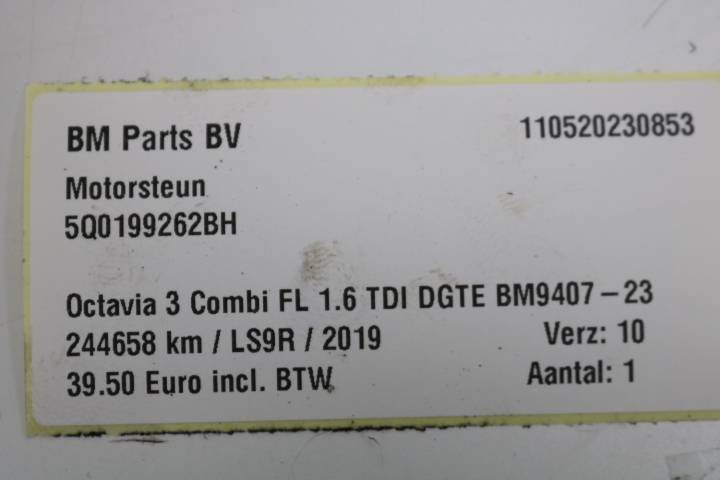 BM Parts BV 110520230853
Motorsteun
5Q0199262BH
Octavia 3 Combi FL 1.6 TDI DGTE BM9407-23
244658 km / LS9R / 2019 Verz: 10
39.50 Euro incl. BTW Aantal: 1